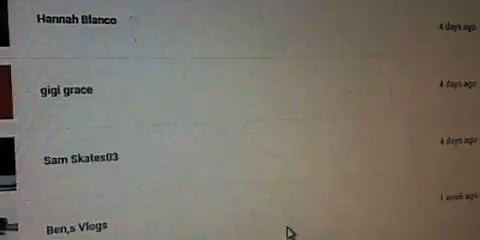 Hannah Blanco
4 days ago
gigi grace
4 days ago
Sam Skates03
4 days ago
1 week ago
Ben,s Vlogs